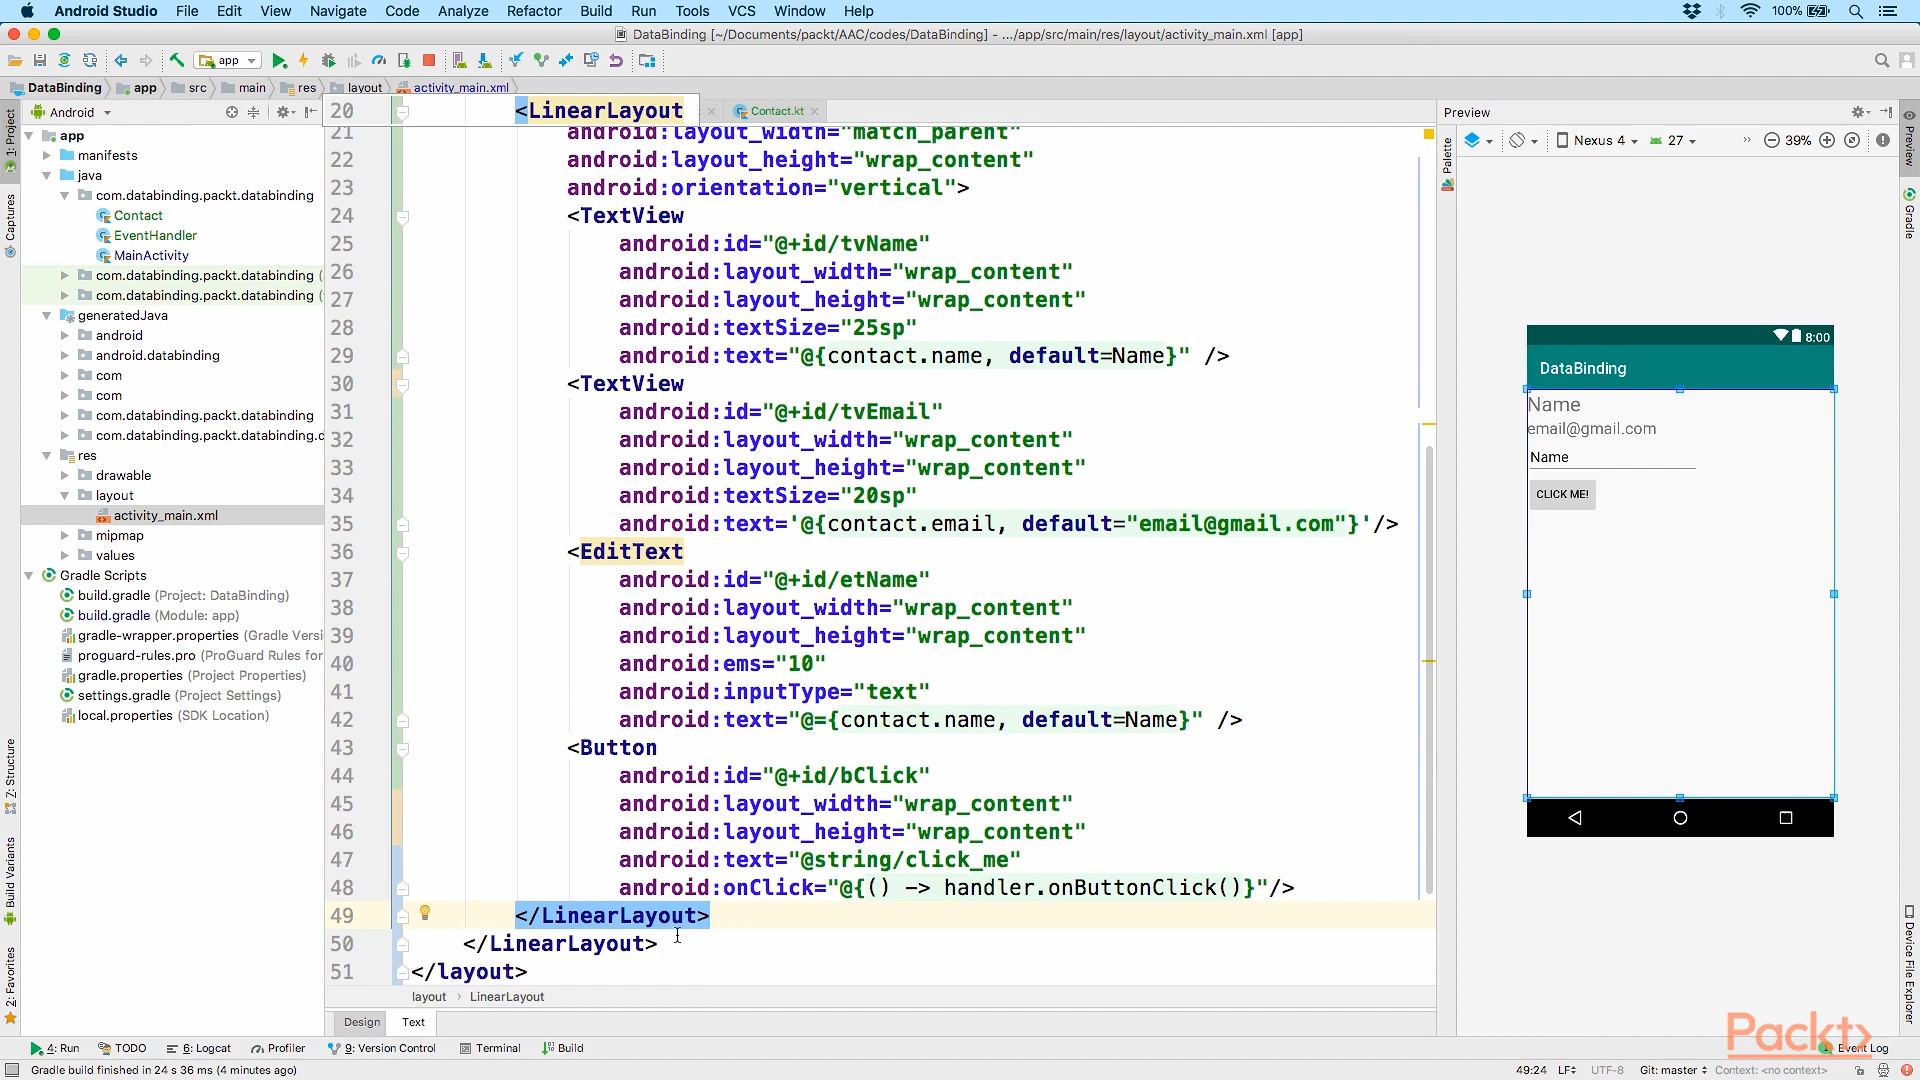 Android Studio File Edit View Navigate Code Analyze Refactor Build Run Tools VCS Window Help 100%
DataBinding [~/Documents/packt/AAC/codes/DataBinding] - .../app/src/main/res/layout/activity_main.xml [app]
app
DataBinding app src main res layout activity_main.xml
Android
Contact.kt
Preview
Nexus 4 27 39%
1: Project
Captures
Z: Structure
Build Variants
2: Favorites
app
manifests
java
com.databinding.packt.databinding
Contact
EventHandler
MainActivity
com.databinding.packt.databinding
com.databinding.packt.databinding
generatedJava
android
android.databinding
com
com
com.databinding.packt.databinding
com.databinding.packt.databinding.c
res
drawable
layout
activity_main.xml
mipmap
values
Gradle Scripts
build.gradle (Project: DataBinding)
build.gradle (Module: app)
gradle-wrapper.properties (Gradle Versi
proguard-rules.pro (ProGuard Rules for
gradle.properties (Project Properties)
settings.gradle (Project Settings)
local.properties (SDK Location)
20 <LinearLayout
21 android:layout_width="match_parent"
22 android:layout_height="wrap_content"
23 android:orientation="vertical">
24 <TextView
25 android:id="@+id/tvName"
26 android:layout_width="wrap_content"
27 android:layout_height="wrap_content"
28 android:textSize="25sp"
29 android:text="@{contact.name, default=Name}" />
30 <TextView
31 android:id="@+id/tvEmail"
32 android:layout_width="wrap_content"
33 android:layout_height="wrap_content"
34 android:textSize="20sp"
35 android:text='@{contact.email, default="email@gmail.com"}'/>
36 <EditText
37 android:id="@+id/etName"
38 android:layout_width="wrap_content"
39 android:layout_height="wrap_content"
40 android:ems="10"
41 android:inputType="text"
42 android:text="@={contact.name, default=Name}" />
43 <Button
44 android:id="@+id/bClick"
45 android:layout_width="wrap_content"
46 android:layout_height="wrap_content"
47 android:text="@string/click_me"
48 android:onClick="@{() -> handler.onButtonClick()}"/>
49 </LinearLayout>
50 </LinearLayout>
51 </layout>
layout › LinearLayout
Design Text
Palette
8:00
DataBinding
Name
email@gmail.com
Name
CLICK ME!
Preview
Gradle
Device File Explorer
Packt>
4: Run TODO 6: Logcat Profiler 9: Version Control Terminal Build Event Log
Gradle build finished in 24 s 36 ms (4 minutes ago) 49:24 LF÷ UTF-8 Git: master Context: <no context>